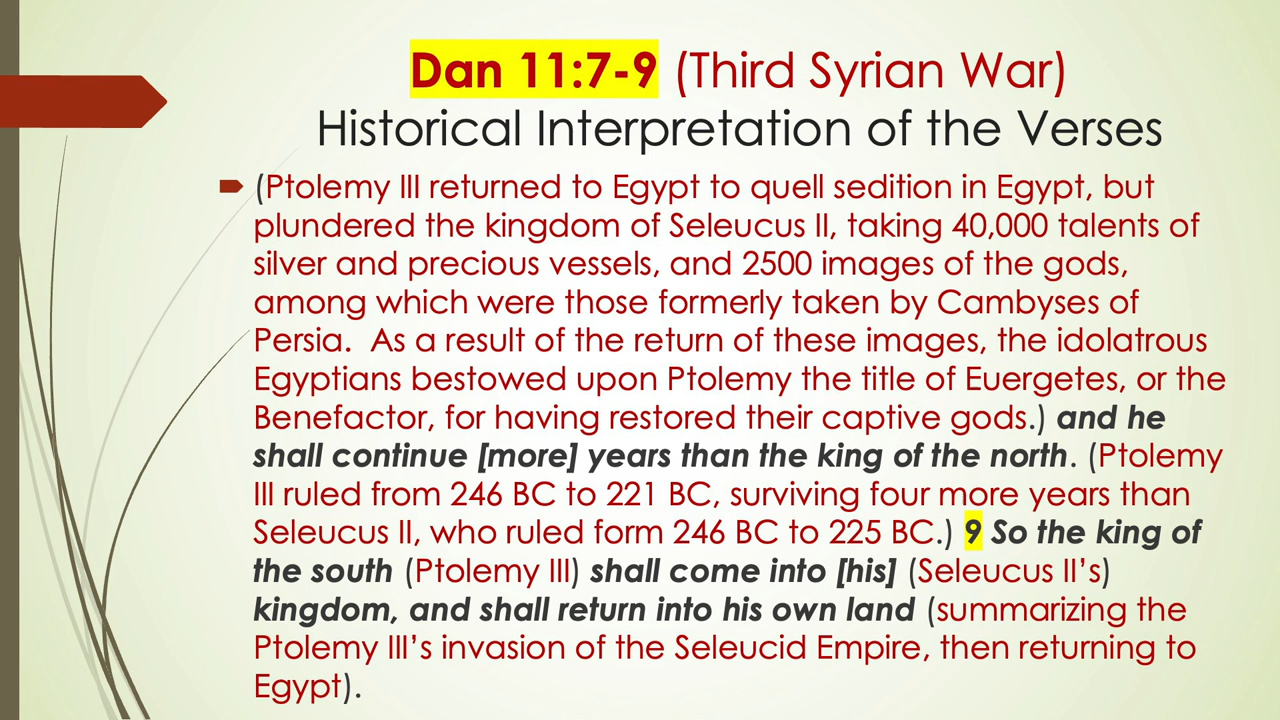 Dan 11:7-9 (Third Syrian War)
Historical Interpretation of the Verses
(Ptolemy III returned to Egypt to quell sedition in Egypt, but
plundered the kingdom of Seleucus II, taking 40,000 talents of
silver and precious vessels, and 2500 images of the gods,
among which were those formerly taken by Cambyses of
Persia.  As a result of the return of these images, the idolatrous
Egyptians bestowed upon Ptolemy the title of Euergetes, or the
Benefactor, for having restored their captive gods.) and he
shall continue [more] years than the king of the north. (Ptolemy
III ruled from 246 BC to 221 BC, surviving four more years than
Seleucus II, who ruled form 246 BC to 225 BC.) 9 So the king of
the south (Ptolemy III) shall come into [his] (Seleucus II’s)
kingdom, and shall return into his own land (summarizing the
Ptolemy III’s invasion of the Seleucid Empire, then returning to
Egypt).